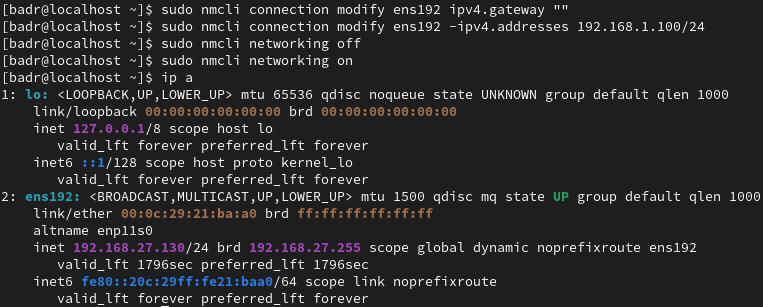 [badr@localhost ~]$ sudo nmcli connection modify ens192 ipv4.gateway ""
[badr@localhost ~]$ sudo nmcli connection modify ens192 -ipv4.addresses 192.168.1.100/24
[badr@localhost ~]$ sudo nmcli networking off
[badr@localhost ~]$ sudo nmcli networking on
[badr@localhost ~]$ ip a
1: lo: <LOOPBACK,UP,LOWER_UP> mtu 65536 qdisc noqueue state UNKNOWN group default qlen 1000
    link/loopback 00:00:00:00:00:00 brd 00:00:00:00:00:00
    inet 127.0.0.1/8 scope host lo
       valid_lft forever preferred_lft forever
    inet6 ::1/128 scope host proto kernel_lo
       valid_lft forever preferred_lft forever
2: ens192: <BROADCAST,MULTICAST,UP,LOWER_UP> mtu 1500 qdisc mq state UP group default qlen 1000
    link/ether 00:0c:29:21:ba:a0 brd ff:ff:ff:ff:ff:ff
    altname enp11s0
    inet 192.168.27.130/24 brd 192.168.27.255 scope global dynamic noprefixroute ens192
       valid_lft 1796sec preferred_lft 1796sec
    inet6 fe80::20c:29ff:fe21:baa0/64 scope link noprefixroute
       valid_lft forever preferred_lft forever